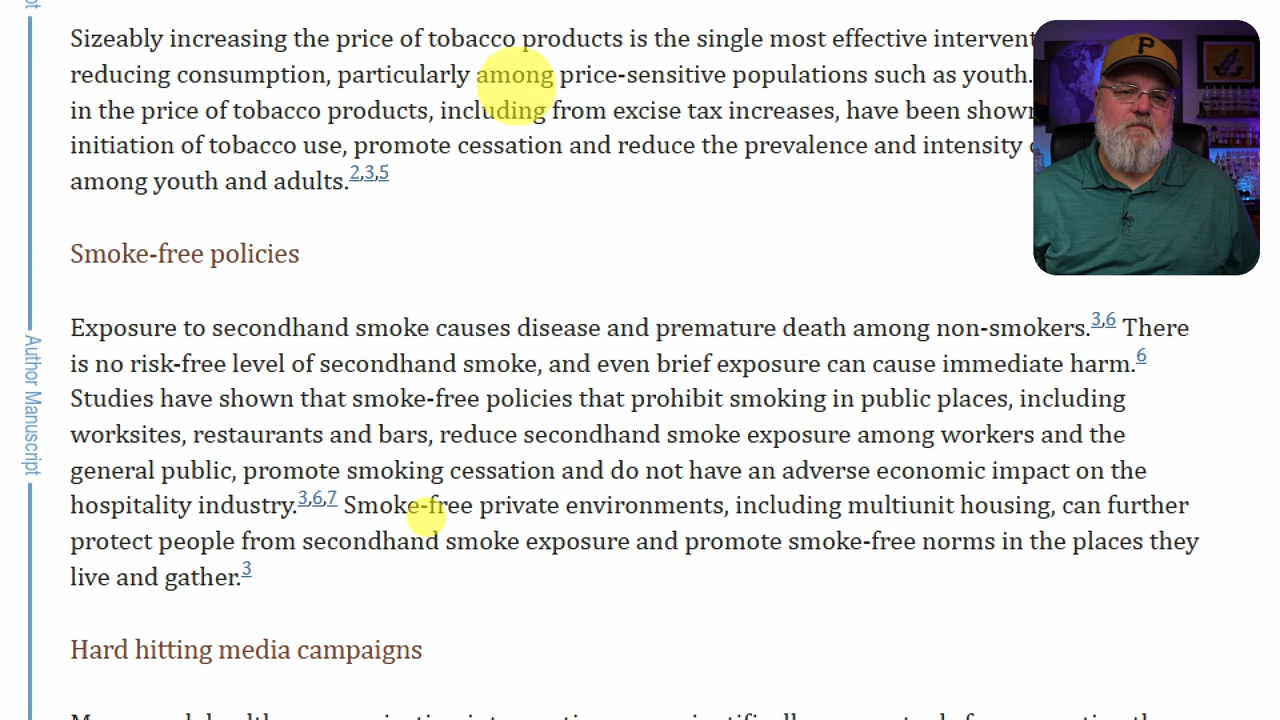 Sizeably increasing the price of tobacco products is the single most effective
reducing consumption, particularly among price-sensitive populations such as youth.
in the price of tobacco products, including from excise tax increases, have been shown
initiation of tobacco use, promote cessation and reduce the prevalence and intensity
among youth and adults.2,3,5
Smoke-free policies
Exposure to secondhand smoke causes disease and premature death among non-smokers.3,6 There
is no risk-free level of secondhand smoke, and even brief exposure can cause immediate harm.6
Studies have shown that smoke-free policies that prohibit smoking in public places, including
worksites, restaurants and bars, reduce secondhand smoke exposure among workers and the
general public, promote smoking cessation and do not have an adverse economic impact on the
hospitality industry.3,6,7 Smoke-free private environments, including multiunit housing, can further
protect people from secondhand smoke exposure and promote smoke-free norms in the places they
live and gather.3
Hard hitting media campaigns
Author Manuscript
P